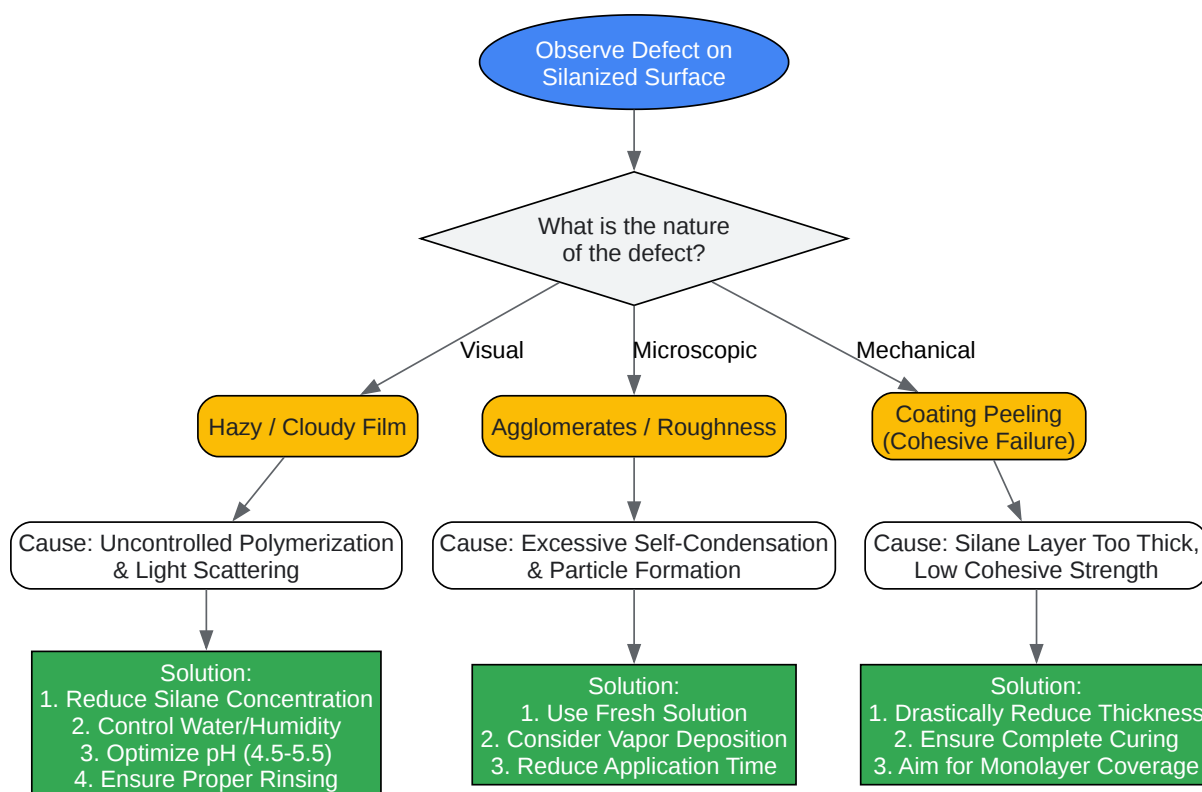 Observe Defect on
Silanized Surface
What is the nature
of the defect?
Visual
Microscopic
Mechanical
Hazy / Cloudy Film
Agglomerates / Roughness
Coating Peeling
(Cohesive Failure)
Cause: Uncontrolled Polymerization
& Light Scattering
Cause: Excessive Self-Condensation
& Particle Formation
Cause: Silane Layer Too Thick,
Low Cohesive Strength
Solution:
1. Reduce Silane Concentration
2. Control Water/Humidity
3. Optimize pH (4.5-5.5)
4. Ensure Proper Rinsing
Solution:
1. Use Fresh Solution
2. Consider Vapor Deposition
3. Reduce Application Time
Solution:
1. Drastically Reduce Thickness
2. Ensure Complete Curing
3. Aim for Monolayer Coverage